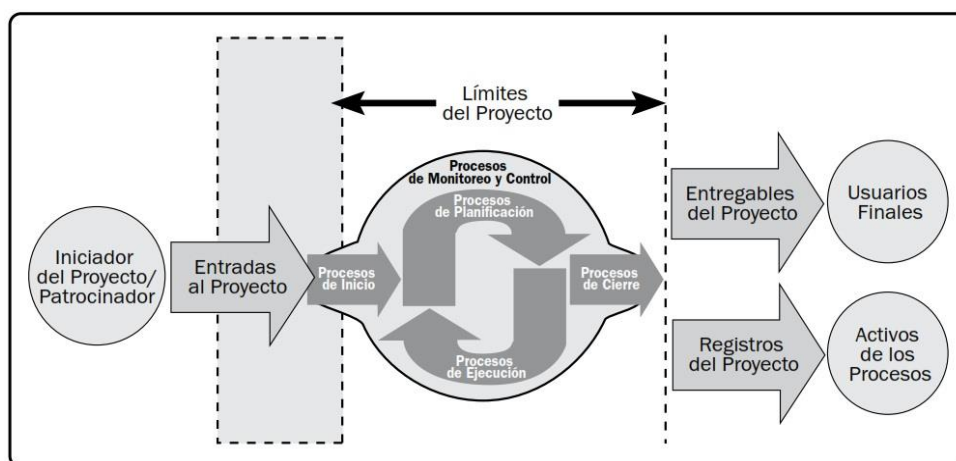 Límites
del Proyecto
Procesos
de Monitoreo y Control
Procesos
de Planificación
Iniciador
del Proyecto/
Patrocinador
Entradas
al Proyecto
Procesos
de Inicio
Procesos
de Cierre
Procesos
de Ejecución
Entregables
del Proyecto
Usuarios
Finales
Registros
del Proyecto
Activos
de los
Procesos